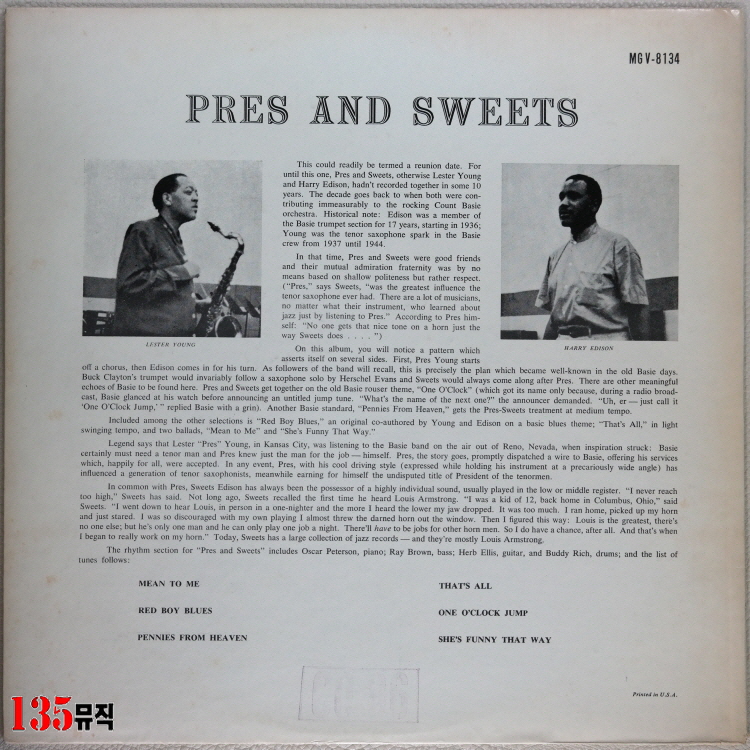 MG V-8134
PRES AND SWEETS
This could readily be termed a reunion date. For
until this one, Pres and Sweets, otherwise Lester Young
and Harry Edison, hadn't recorded together in some 10
years. The decade goes back to when both were con-
tributing immeasurably to the rocking Count Basie
orchestra. Historical note: Edison was a member of
the Basie trumpet section for 17 years, starting in 1936;
Young was the tenor saxophone spark in the Basie
crew from 1937 until 1944.
In that time, Pres and Sweets were good friends
and their mutual admiration fraternity was by no
means based on shallow politeness but rather respect.
("Pres," says Sweets, "was the greatest influence the
tenor saxophone ever had. There are a lot of musicians,
no matter what their instrument, who learned about
jazz just by listening to Pres." According to Pres him-
self: "No one gets that nice tone on a horn just the
way Sweets does . . . . ")
On this album, you will notice a pattern which
asserts itself on several sides. First, Pres Young starts
LESTER YOUNG
HARRY EDISON
off a chorus, then Edison comes in for his turn. As followers of the band will recall, this is precisely the plan which became well-known in the old Basie days.
Buck Clayton's trumpet would invariably follow a saxophone solo by Herschel Evans and Sweets would always come along after Pres. There are other meaningful
echoes of Basie to be found here. Pres and Sweets get together on the old Basie rouser theme, "One O'Clock" (which got its name only because, during a radio broad-
cast, Basie glanced at his watch before announcing an untitled jump tune. "What's the name of the next one?" the announcer demanded. "Uh, er — just call it
'One O'Clock Jump,' " replied Basie with a grin). Another Basie standard, "Pennies From Heaven," gets the Pres-Sweets treatment at medium tempo.
Included among the other selections is "Red Boy Blues," an original co-authored by Young and Edison on a basic blues theme; "That's All," in light
swinging tempo, and two ballads, "Mean to Me" and "She's Funny That Way."
Legend says that Lester "Pres" Young, in Kansas City, was listening to the Basie band on the air out of Reno, Nevada, when inspiration struck: Basie
certainly must need a tenor man and Pres knew just the man for the job — himself. Pres, the story goes, promptly dispatched a wire to Basie, offering his services
which, happily for all, were accepted. In any event, Pres, with his cool driving style (expressed while holding his instrument at a precariously wide angle) has
influenced a generation of tenor saxophonists, meanwhile earning for himself the undisputed title of President of the tenormen.
In common with Pres, Sweets Edison has always been the possessor of a highly individual sound, usually played in the low or middle register. "I never reach
too high," Sweets has said. Not long ago, Sweets recalled the first time he heard Louis Armstrong. "I was a kid of 12, back home in Columbus, Ohio," said
Sweets. "I went down to hear Louis, in person in a one-nighter and the more I heard the lower my jaw dropped. It was too much. I ran home, picked up my horn
and just stared. I was so discouraged with my own playing I almost threw the darned horn out the window. Then I figured this way: Louis is the greatest, there's
no one else; but he's only one man and he can only play one job a night. There'll have to be jobs for other horn men. So I do have a chance, after all. And that's when
I began to really work on my horn." Today, Sweets has a large collection of jazz records — and they're mostly Louis Armstrong.
The rhythm section for "Pres and Sweets" includes Oscar Peterson, piano; Ray Brown, bass; Herb Ellis, guitar, and Buddy Rich, drums; and the list of
tunes follows:
MEAN TO ME
RED BOY BLUES
PENNIES FROM HEAVEN
THAT'S ALL
ONE O'CLOCK JUMP
SHE'S FUNNY THAT WAY
Printed in U.S.A.
135뮤직